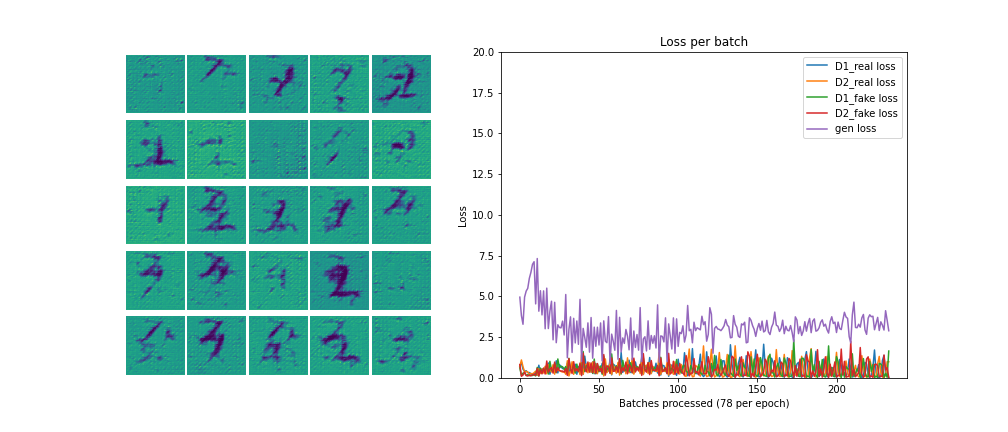 Loss per batch
20.0
17.5
15.0
12.5
10.0
7.5
5.0
2.5
0.0
Loss
D1_real loss
D2_real loss
D1_fake loss
D2_fake loss
gen loss
0
50
100
150
200
Batches processed (78 per epoch)